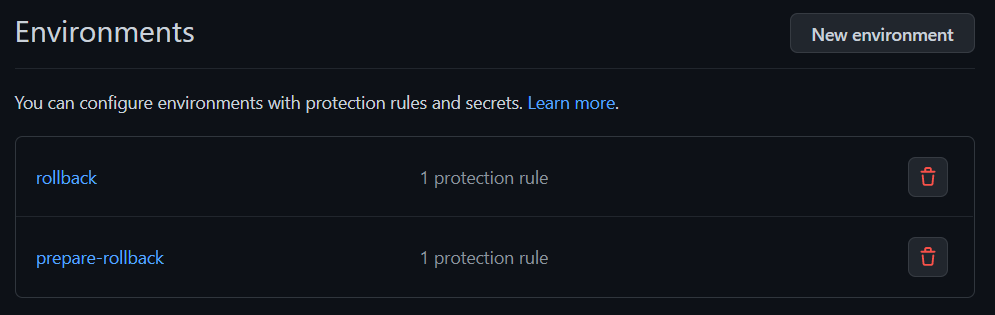 Environments
New environment
You can configure environments with protection rules and secrets. Learn more.
rollback 1 protection rule
prepare-rollback 1 protection rule